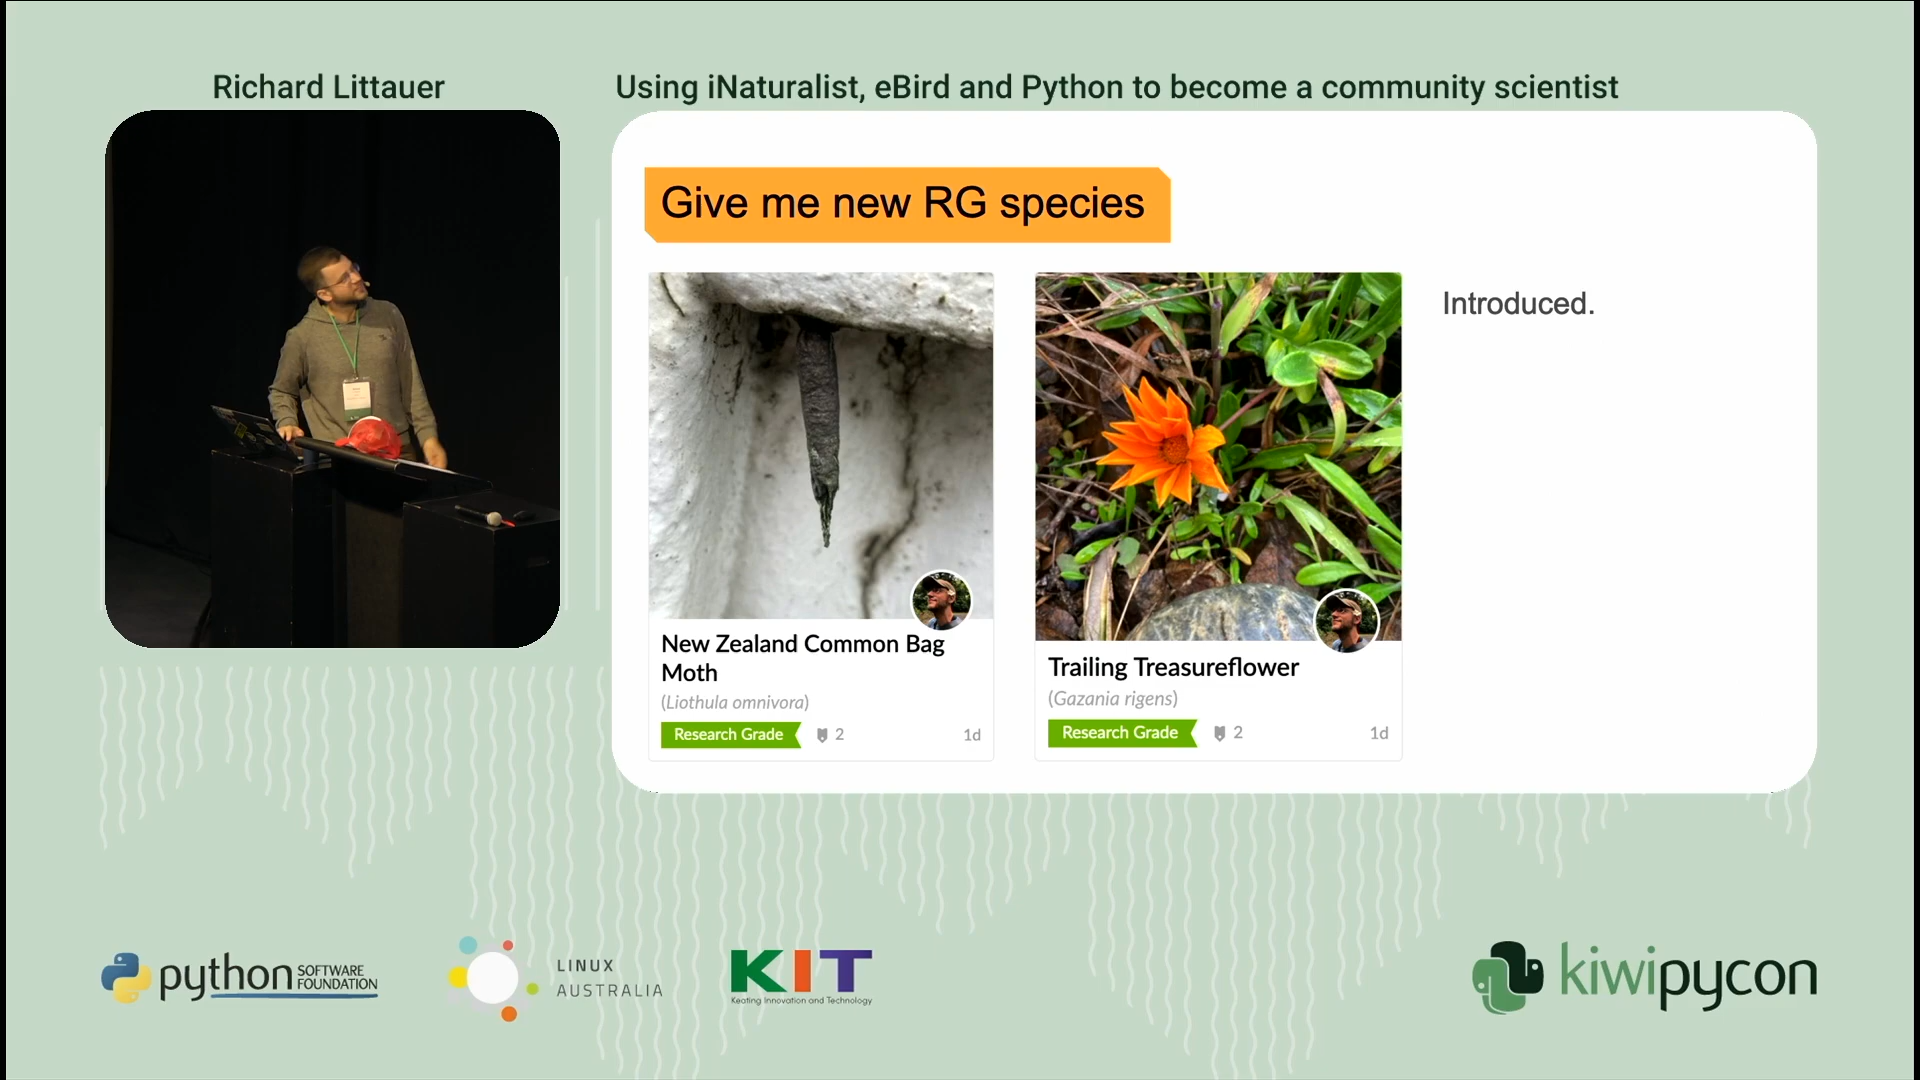 Richard Littauer
Using iNaturalist, eBird and Python to become a community scientist
Give me new RG species
Introduced.
New Zealand Common Bag
Moth
(Liothula omnivora)
Research Grade 2 1d
Trailing Treasureflower
(Gazania rigens)
Research Grade 2 1d
python SOFTWARE
FOUNDATION
LINUX
AUSTRALIA
KIT
Keating Innovation and Technology
kiwipycon